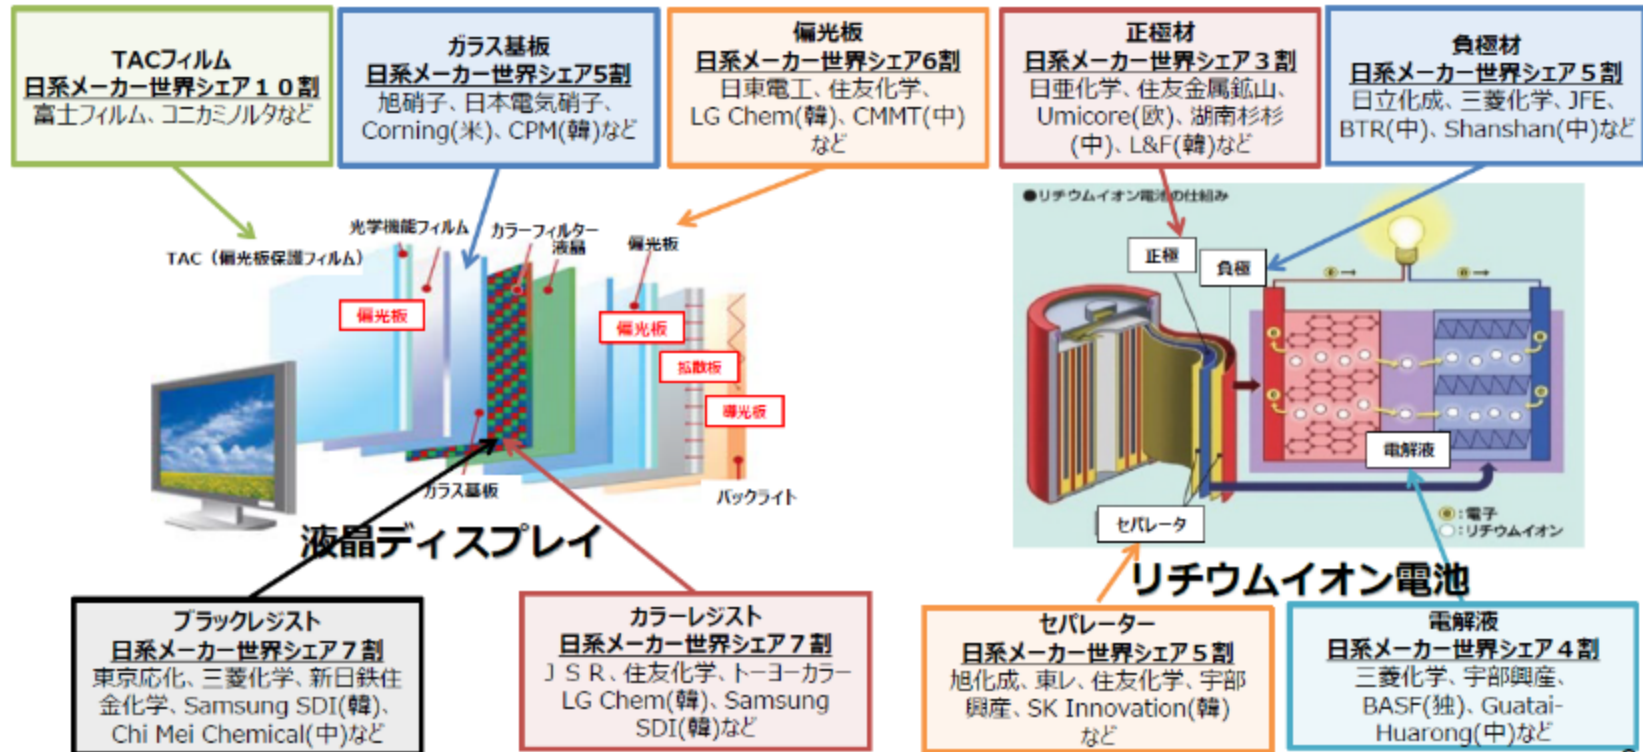 TACフィルム
日系メーカー世界シェア１０割
富士フィルム、コニカミノルタなど
ガラス基板
日系メーカー世界シェア5割
旭硝子、日本電気硝子、
Corning(米)、CPM(韓)など
偏光板
日系メーカー世界シェア6割
日東電工、住友化学、
LG Chem(韓)、CMMT(中)
など
正極材
日系メーカー世界シェア３割
日亜化学、住友金属鉱山、
Umicore(欧)、湖南杉杉
(中)、L&F(韓)など
負極材
日系メーカー世界シェア５割
日立化成、三菱化学、JFE、
BTR(中)、Shanshan(中)など
光学機能フィルム
カラーフィルター
液晶
偏光板
TAC（偏光板保護フィルム）
偏光板
偏光板
拡散板
導光板
ガラス基板
バックライト
液晶ディスプレイ
●リチウムイオン電池の仕組み
正極
負極
e→
e→
電解液
セパレータ
e：電子
：リチウムイオン
リチウムイオン電池
ブラックレジスト
日系メーカー世界シェア７割
東京応化、三菱化学、新日鉄住
金化学、Samsung SDI(韓)、
Chi Mei Chemical(中)など
カラーレジスト
日系メーカー世界シェア７割
ＪＳＲ、住友化学、トーヨーカラー
LG Chem(韓)、Samsung
SDI(韓)など
セパレーター
日系メーカー世界シェア５割
旭化成、東レ、住友化学、宇部
興産、SK Innovation(韓)
など
電解液
日系メーカー世界シェア４割
三菱化学、宇部興産、
BASF(独)、Guatai-
Huarong(中)など